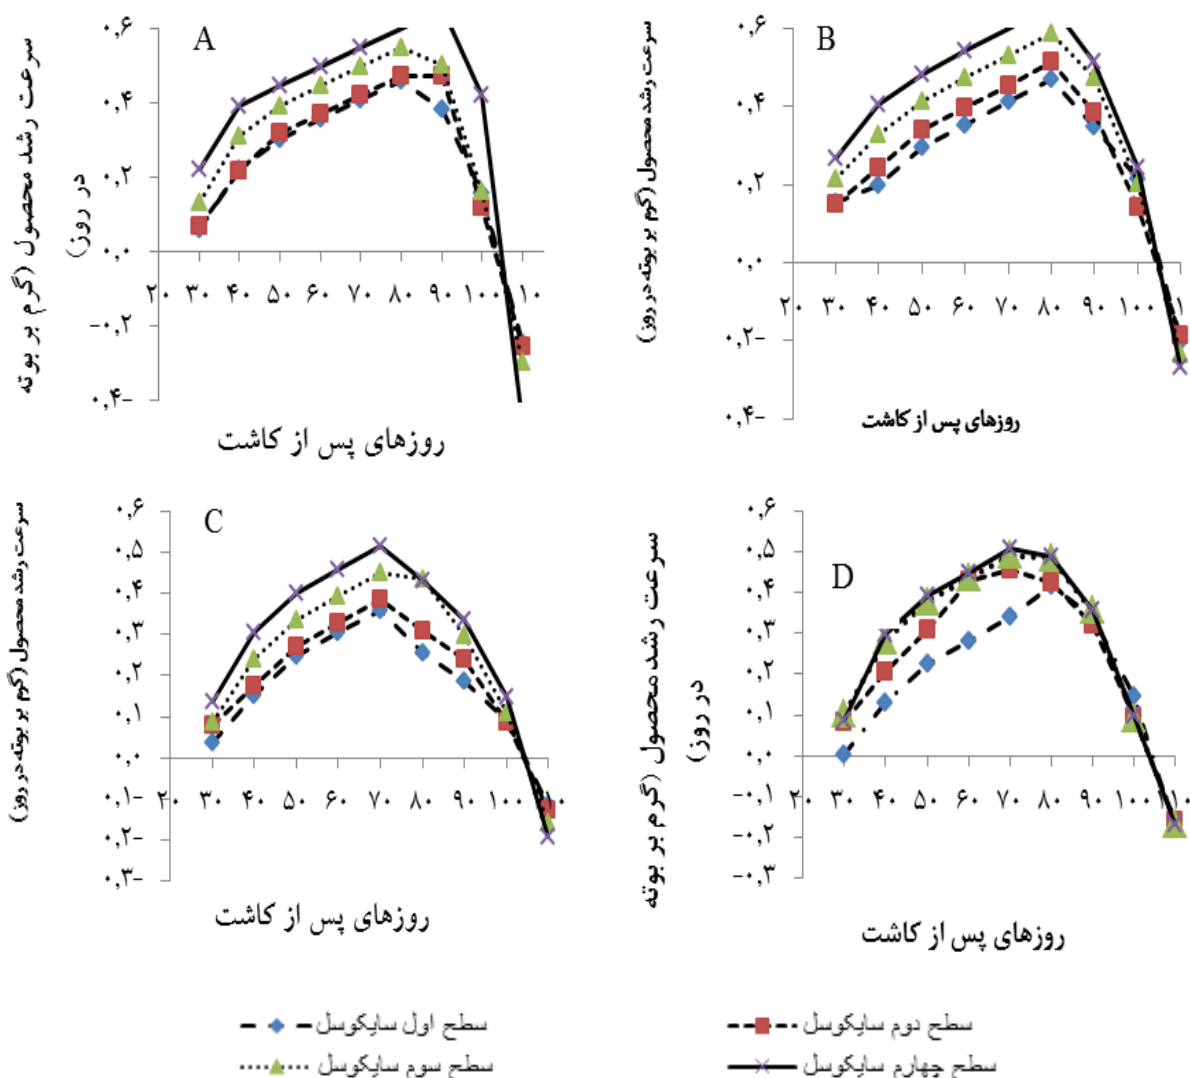 A
سرعت رشد محصول (گرم بر بوته
در روز)
۰,۶
۰,۴
۰,۲
۰,۰
-۰,۲
۰,۴-
۲۰ ۳۰ ۴۰ ۵۰ ۶۰ ۷۰ ۸۰ ۹۰ ۱۰۰ ۱۱۰
روزهای پس از کاشت
B
سرعت رشد محصول (گرم بر بوته در روز)
۰,۶
۰,۴
۰,۲
۰,۰
۰,۲-
۰,۴-
۲۰ ۳۰ ۴۰ ۵۰ ۶۰ ۷۰ ۸۰ ۹۰ ۱۰۰ ۱۱
روزهای پس از کاشت
C
سرعت رشد محصول (گرم بر بوته در روز)
۰,۶
۰,۵
۰,۴
۰,۳
۰,۲
۰,۱
۰,۰
۰,۱-
۰,۲-
۰,۳-
۲۰ ۳۰ ۴۰ ۵۰ ۶۰ ۷۰ ۸۰ ۹۰ ۱۰۰ ۱۱۰
روزهای پس از کاشت
D
سرعت رشد محصول (گرم بر بوته
در روز)
۰,۶
۰,۵
۰,۴
۰,۳
۰,۲
۰,۱
۰,۰
-۰,۱
-۰,۲
-۰,۳
۲۰ ۳۰ ۴۰ ۵۰ ۶۰ ۷۰ ۸۰ ۹۰ ۱۰۰ ۱۱۰
روزهای پس از کاشت
سطح اول سایکوسل
سطح دوم سایکوسل
سطح سوم سایکوسل
سطح چهارم سایکوسل